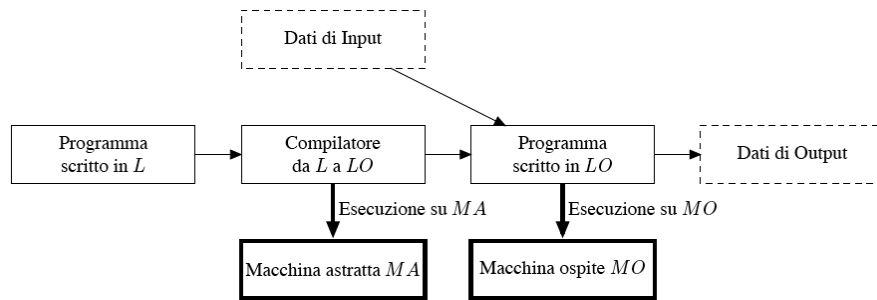 Dati di Input
Programma
scritto in L
Compilatore
da L a LO
Programma
scritto in LO
Dati di Output
Esecuzione su MA
Esecuzione su MO
Macchina astratta MA
Macchina ospite MO